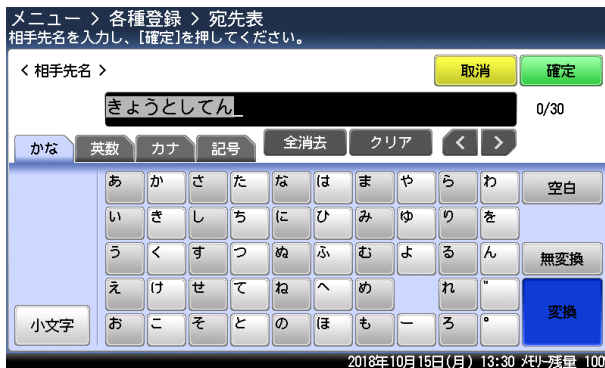 メニュー > 各種登録 > 宛先表
相手先名を入力し、[確定]を押してください。
< 相手先名 >
取消
確定
きょうとしてん_
0/30
かな 英数 カナ 記号 全消去 クリア < >
あ か さ た な は ま や ら わ 空白
い き し ち に ひ み ゆ り を
う く す つ ぬ ふ む よ る ん 無変換
え け せ て ね へ め れ ゛ 変換
小文字 お こ そ と の ほ も ー ろ ゜
2018年10月15日(月) 13:30 メモリー残量 100